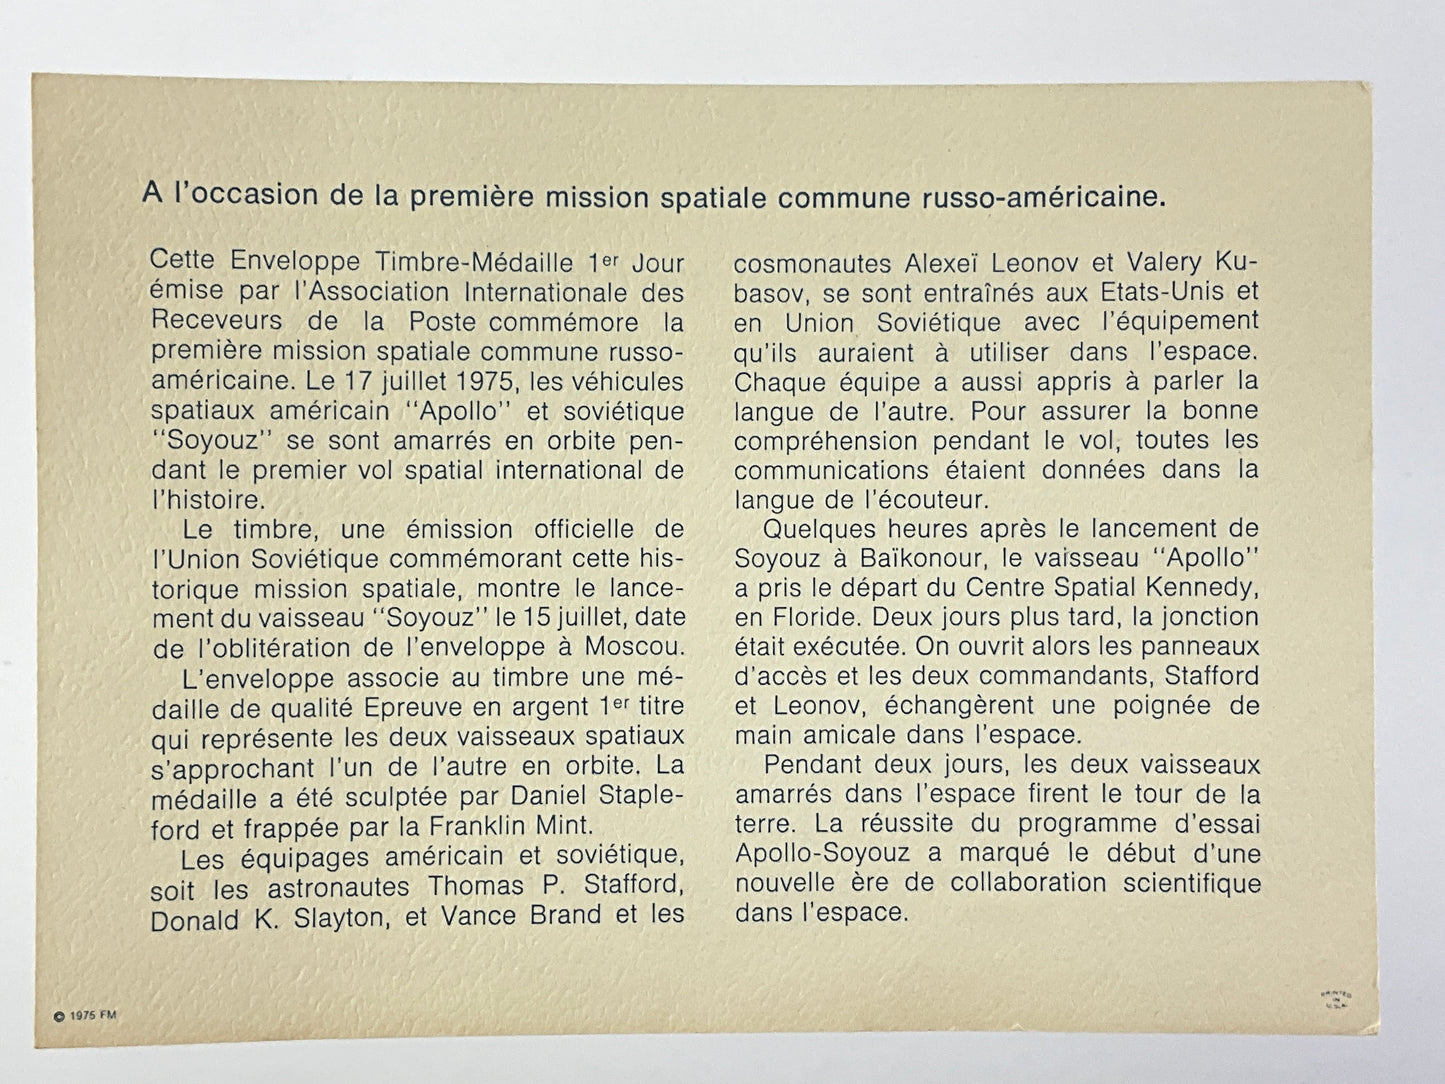 A l'occasion de la première mission spatiale commune russo-américaine.
Cette Enveloppe Timbre-Médaille 1er Jour
émise par l'Association Internationale des
Receveurs de la Poste commémore la
première mission spatiale commune russo-
américaine. Le 17 juillet 1975, les véhicules
spatiaux américain ''Apollo'' et soviétique
''Soyouz'' se sont amarrés en orbite pen-
dant le premier vol spatial international de
l'histoire.
Le timbre, une émission officielle de
l'Union Soviétique commémorant cette his-
torique mission spatiale, montre le lance-
ment du vaisseau ''Soyouz'' le 15 juillet, date
de l'oblitération de l'enveloppe à Moscou.
L'enveloppe associe au timbre une mé-
daille de qualité Epreuve en argent 1er titre
qui représente les deux vaisseaux spatiaux
s'approchant l'un de l'autre en orbite. La
médaille a été sculptée par Daniel Staple-
ford et frappée par la Franklin Mint.
Les équipages américain et soviétique,
soit les astronautes Thomas P. Stafford,
Donald K. Slayton, et Vance Brand et les
cosmonautes Alexeï Leonov et Valery Ku-
basov, se sont entraînés aux Etats-Unis et
en Union Soviétique avec l'équipement
qu'ils auraient à utiliser dans l'espace.
Chaque équipe a aussi appris à parler la
langue de l'autre. Pour assurer la bonne
compréhension pendant le vol, toutes les
communications étaient données dans la
langue de l'écouteur.
Quelques heures après le lancement de
Soyouz à Baïkonour, le vaisseau ''Apollo''
a pris le départ du Centre Spatial Kennedy,
en Floride. Deux jours plus tard, la jonction
était exécutée. On ouvrit alors les panneaux
d'accès et les deux commandants, Stafford
et Leonov, échangèrent une poignée de
main amicale dans l'espace.
Pendant deux jours, les deux vaisseaux
amarrés dans l'espace firent le tour de la
terre. La réussite du programme d'essai
Apollo-Soyouz a marqué le début d'une
nouvelle ère de collaboration scientifique
dans l'espace.
© 1975 FM
PRINTED
IN
U.S.A.